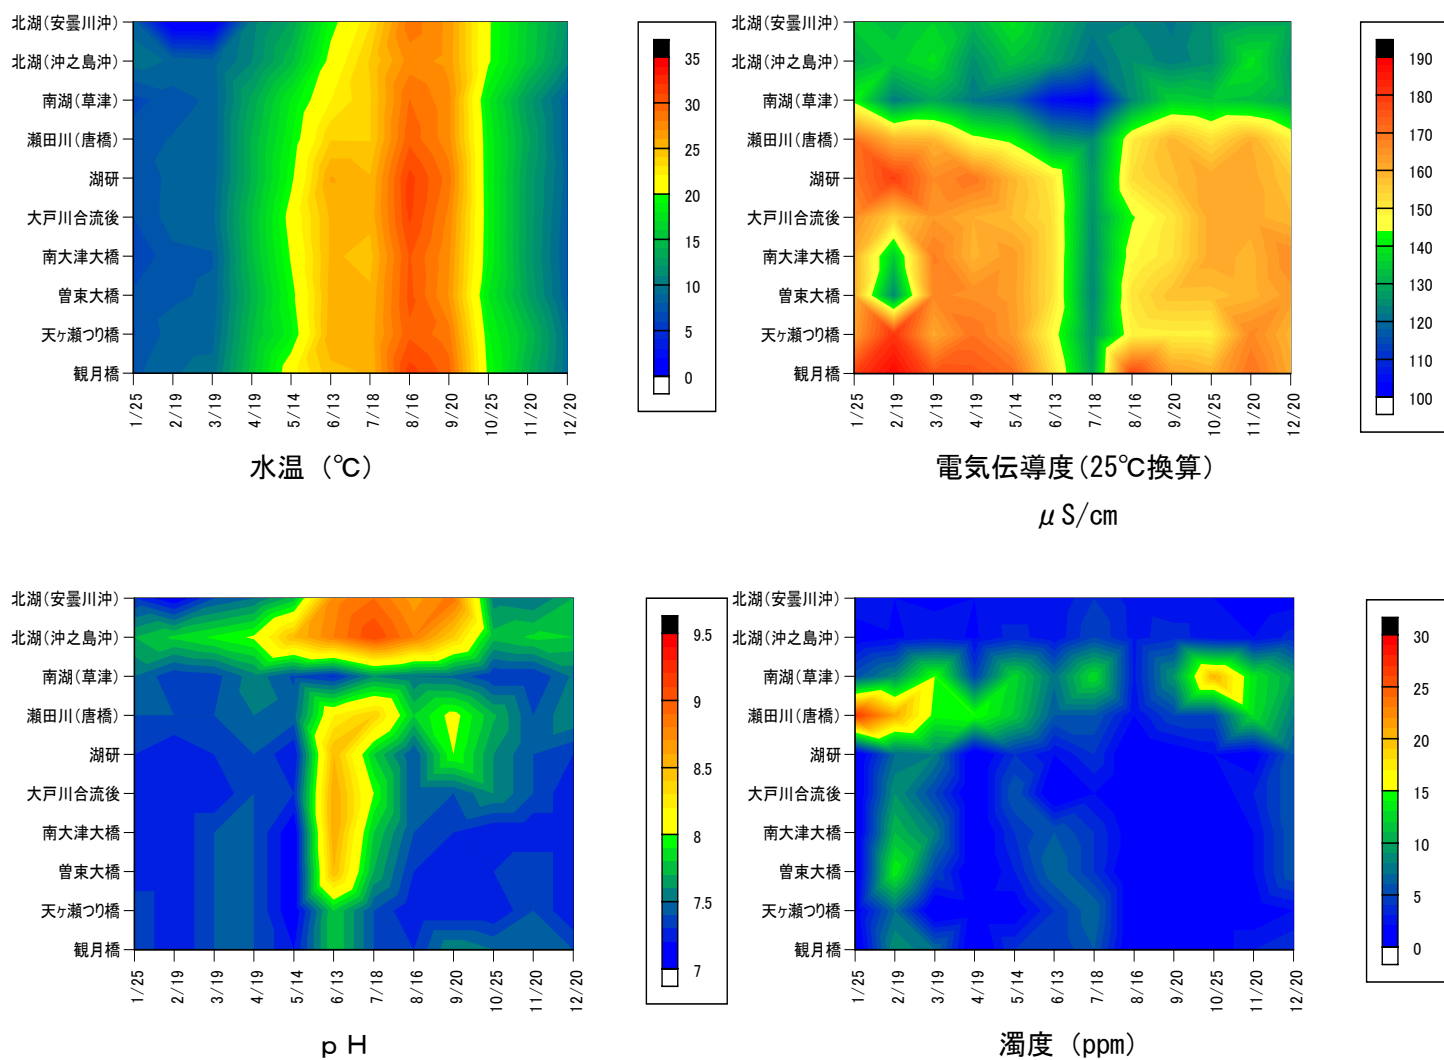 北湖(安曇川沖)
北湖(沖之島沖)
南湖(草津)
瀬田川(唐橋)
湖研
大戸川合流後
南大津大橋
曽束大橋
天ヶ瀬つり橋
観月橋
1/25 2/19 3/19 4/19 5/14 6/13 7/18 8/16 9/20 10/25 11/20 12/20
35
30
25
20
15
10
5
0
水温 (℃)
北湖(安曇川沖)
北湖(沖之島沖)
南湖(草津)
瀬田川(唐橋)
湖研
大戸川合流後
南大津大橋
曽束大橋
天ヶ瀬つり橋
観月橋
1/25 2/19 3/19 4/19 5/14 6/13 7/18 8/16 9/20 10/25 11/20 12/20
190
180
170
160
150
140
130
120
110
100
電気伝導度(25℃換算)
μS/cm
北湖(安曇川沖)
北湖(沖之島沖)
南湖(草津)
瀬田川(唐橋)
湖研
大戸川合流後
南大津大橋
曽束大橋
天ヶ瀬つり橋
観月橋
1/25 2/19 3/19 4/19 5/14 6/13 7/18 8/16 9/20 10/25 11/20 12/20
9.5
9
8.5
8
7.5
7
ｐＨ
北湖(安曇川沖)
北湖(沖之島沖)
南湖(草津)
瀬田川(唐橋)
湖研
大戸川合流後
南大津大橋
曽束大橋
天ヶ瀬つり橋
観月橋
1/25 2/19 3/19 4/19 5/14 6/13 7/18 8/16 9/20 10/25 11/20 12/20
30
25
20
15
10
5
0
濁度 (ppm)